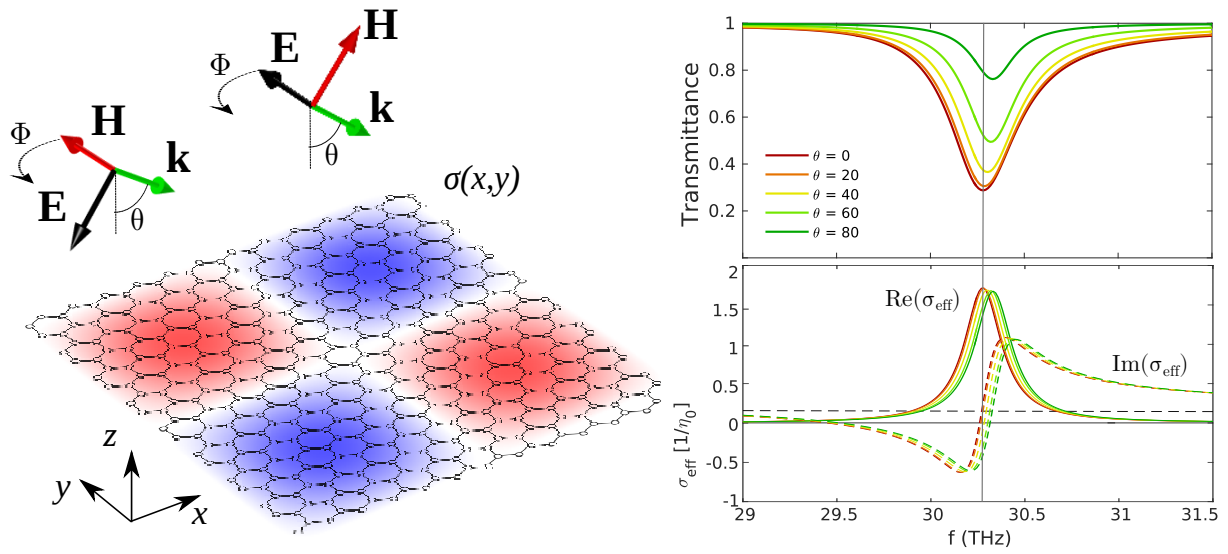 H
E
Φ
k
θ
H
Φ
k
E
θ
σ(x,y)
z
y
x
1
0.8
0.6
0.4
0.2
Transmittance
θ = 0
θ = 20
θ = 40
θ = 60
θ = 80
2
1.5
1
0.5
0
-0.5
-1
σeff [1/η0]
Re(σeff)
Im(σeff)
29
29.5
30
30.5
31
31.5
f (THz)